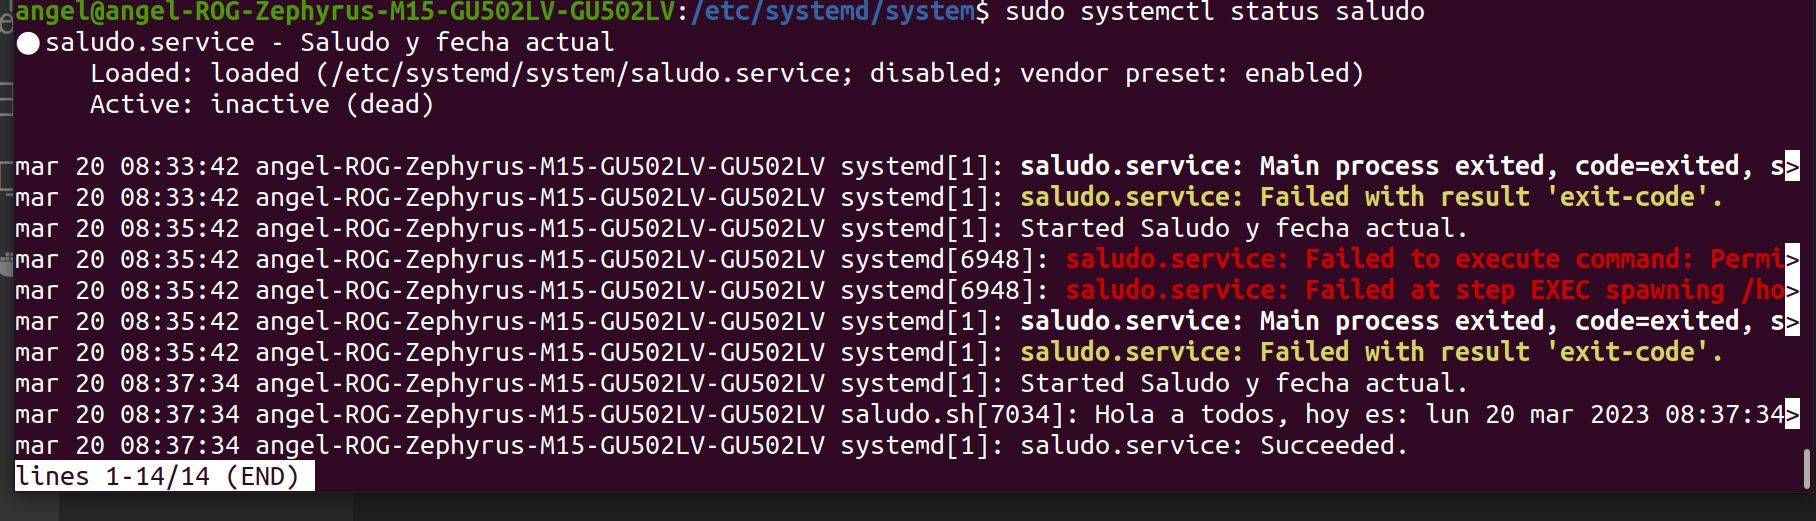 angel@angel-ROG-Zephyrus-M15-GU502LV-GU502LV:/etc/systemd/system$ sudo systemctl status saludo
●saludo.service - Saludo y fecha actual
     Loaded: loaded (/etc/systemd/system/saludo.service; disabled; vendor preset: enabled)
     Active: inactive (dead)

mar 20 08:33:42 angel-ROG-Zephyrus-M15-GU502LV-GU502LV systemd[1]: saludo.service: Main process exited, code=exited, s>
mar 20 08:33:42 angel-ROG-Zephyrus-M15-GU502LV-GU502LV systemd[1]: saludo.service: Failed with result 'exit-code'.
mar 20 08:35:42 angel-ROG-Zephyrus-M15-GU502LV-GU502LV systemd[1]: Started Saludo y fecha actual.
mar 20 08:35:42 angel-ROG-Zephyrus-M15-GU502LV-GU502LV systemd[6948]: saludo.service: Failed to execute command: Permi>
mar 20 08:35:42 angel-ROG-Zephyrus-M15-GU502LV-GU502LV systemd[6948]: saludo.service: Failed at step EXEC spawning /ho>
mar 20 08:35:42 angel-ROG-Zephyrus-M15-GU502LV-GU502LV systemd[1]: saludo.service: Main process exited, code=exited, s>
mar 20 08:35:42 angel-ROG-Zephyrus-M15-GU502LV-GU502LV systemd[1]: saludo.service: Failed with result 'exit-code'.
mar 20 08:37:34 angel-ROG-Zephyrus-M15-GU502LV-GU502LV systemd[1]: Started Saludo y fecha actual.
mar 20 08:37:34 angel-ROG-Zephyrus-M15-GU502LV-GU502LV saludo.sh[7034]: Hola a todos, hoy es: lun 20 mar 2023 08:37:34>
mar 20 08:37:34 angel-ROG-Zephyrus-M15-GU502LV-GU502LV systemd[1]: saludo.service: Succeeded.
lines 1-14/14 (END)